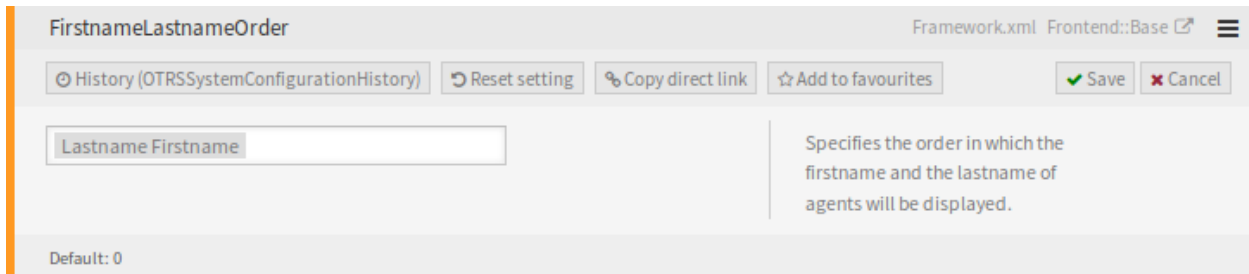 FirstnameLastnameOrder Framework.xml Frontend::Base
History (OTRSSystemConfigurationHistory) Reset setting Copy direct link Add to favourites Save Cancel
Lastname Firstname
Specifies the order in which the
firstname and the lastname of
agents will be displayed.
Default: 0